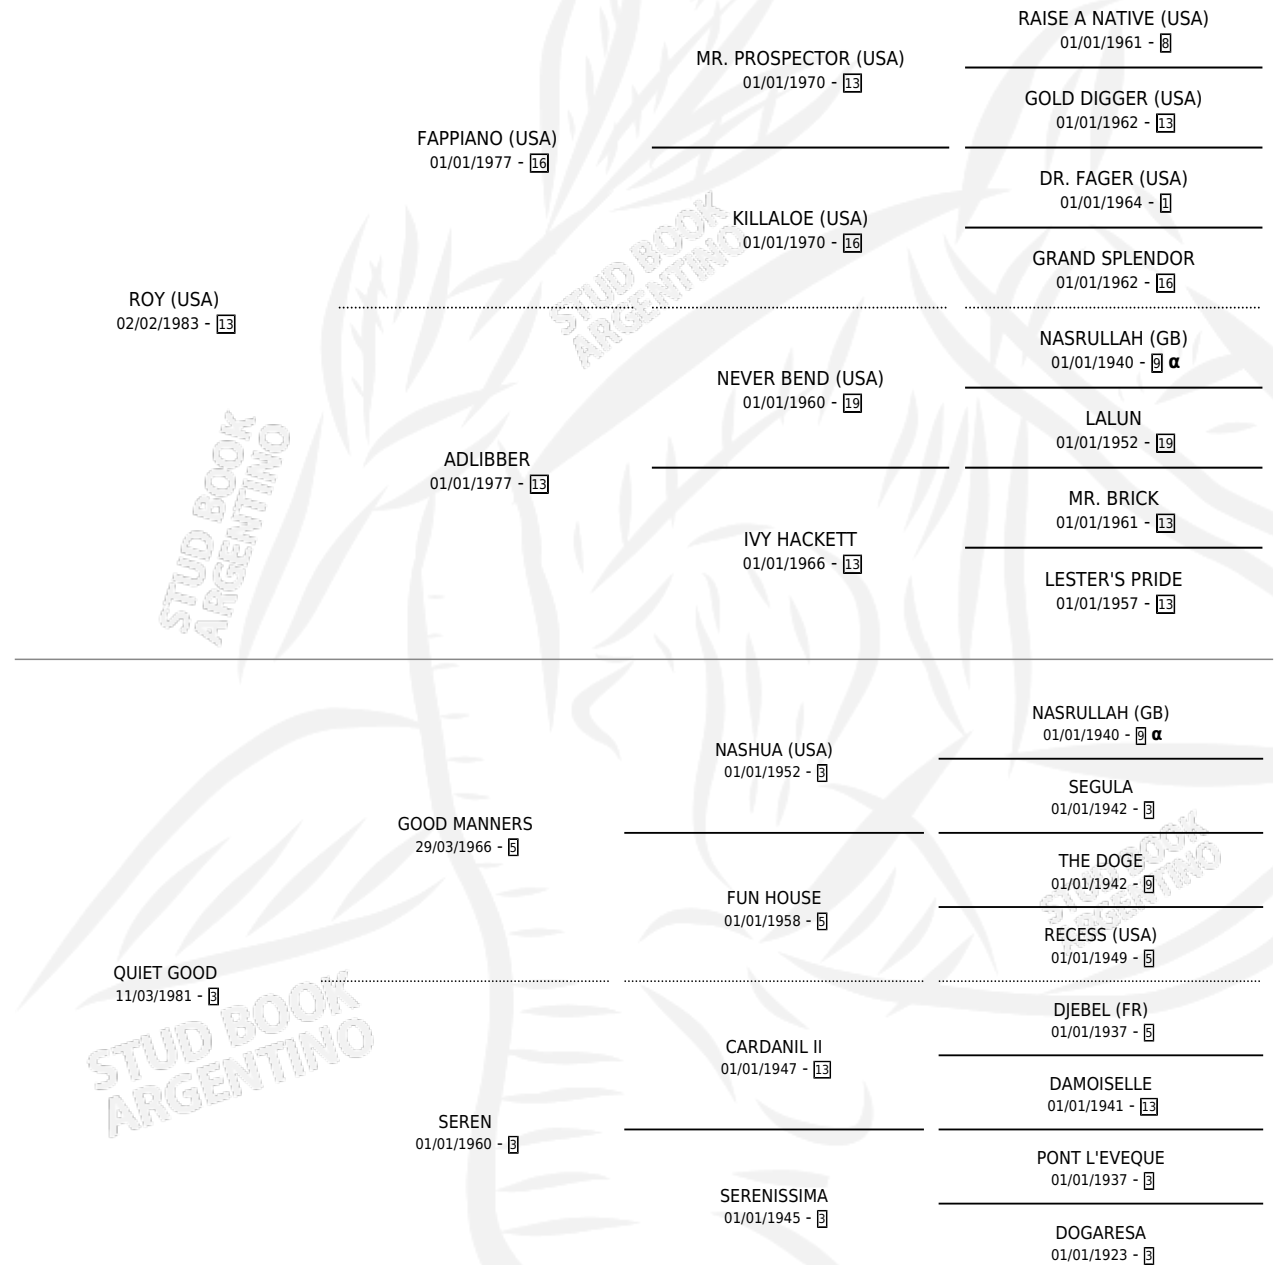 RAISE A NATIVE (USA)
01/01/1961 - 8
MR. PROSPECTOR (USA)
01/01/1970 - 13
GOLD DIGGER (USA)
01/01/1962 - 13
FAPPIANO (USA)
01/01/1977 - 16
DR. FAGER (USA)
01/01/1964 - 1
KILLALOE (USA)
01/01/1970 - 16
GRAND SPLENDOR
01/01/1962 - 16
ROY (USA)
02/02/1983 - 13
NASRULLAH (GB)
01/01/1940 - 9 α
NEVER BEND (USA)
01/01/1960 - 19
LALUN
01/01/1952 - 19
ADLIBBER
01/01/1977 - 13
MR. BRICK
01/01/1961 - 13
IVY HACKETT
01/01/1966 - 13
LESTER'S PRIDE
01/01/1957 - 13
NASRULLAH (GB)
01/01/1940 - 9 α
NASHUA (USA)
01/01/1952 - 3
SEGULA
01/01/1942 - 3
GOOD MANNERS
29/03/1966 - 5
THE DOGE
01/01/1942 - 9
FUN HOUSE
01/01/1958 - 5
RECESS (USA)
01/01/1949 - 5
QUIET GOOD
11/03/1981 - 3
DJEBEL (FR)
01/01/1937 - 5
CARDANIL II
01/01/1947 - 13
DAMOISELLE
01/01/1941 - 13
SEREN
01/01/1960 - 3
PONT L'EVEQUE
01/01/1937 - 3
SERENISSIMA
01/01/1945 - 3
DOGARESA
01/01/1923 - 3
STUD BOOK
ARGENTINO
STUD BOOK
ARGENTINO
STUD BOOK
ARGENTINO
STUD BOOK
ARGENTINO